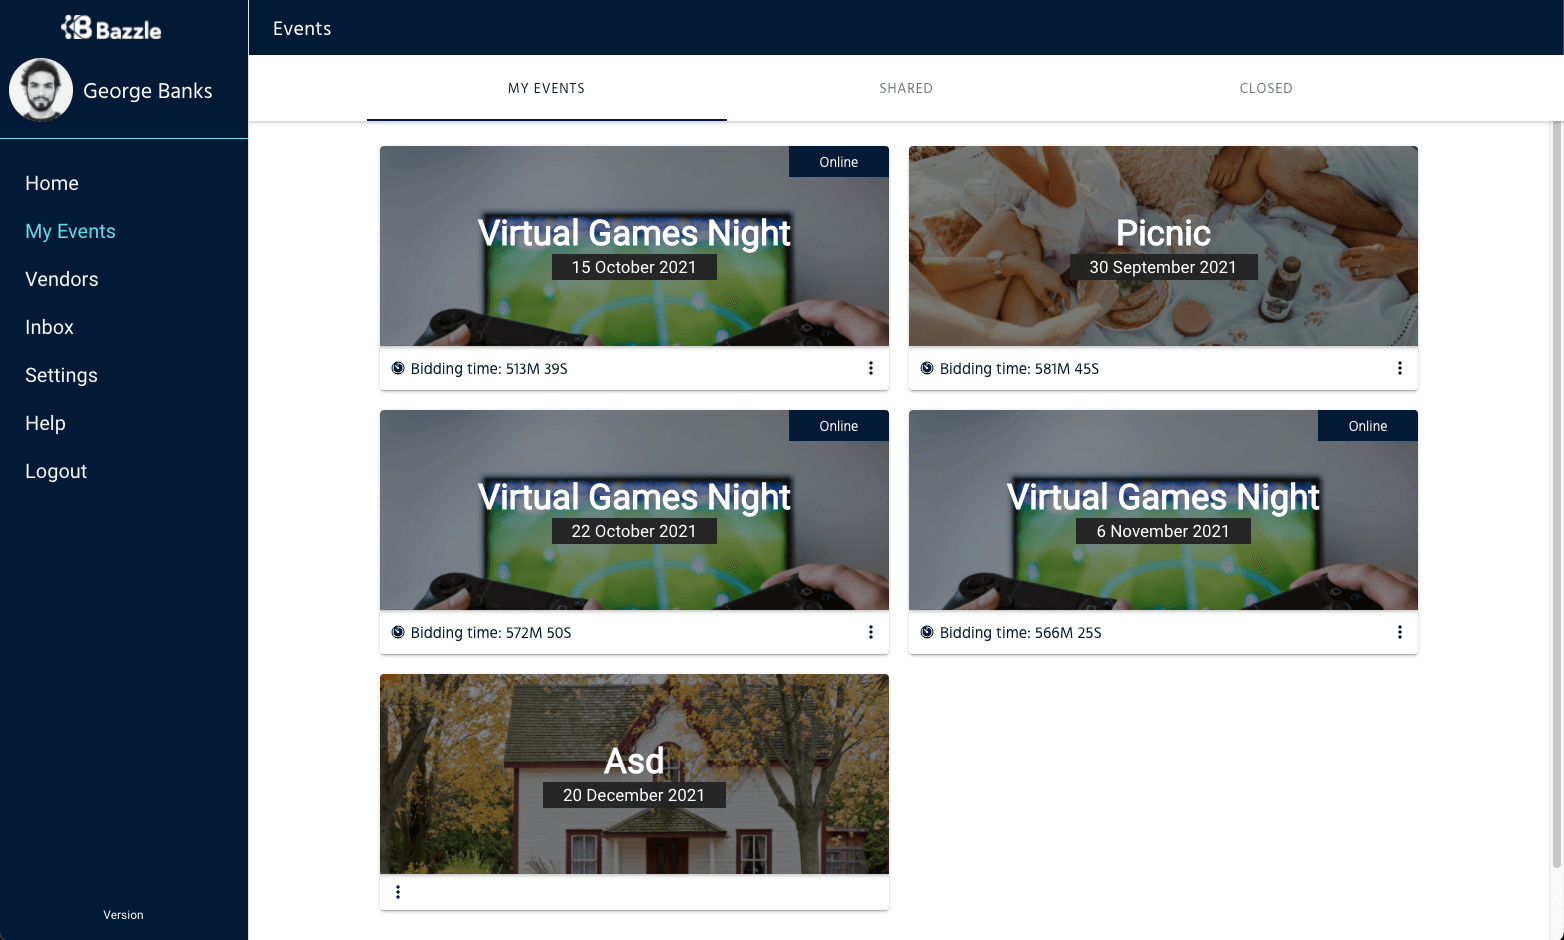 Bazzle
George Banks
Home
My Events
Vendors
Inbox
Settings
Help
Logout
Version
Events
MY EVENTS
SHARED
CLOSED
Online
Virtual Games Night
15 October 2021
Bidding time: 513M 39S
Picnic
30 September 2021
Bidding time: 581M 45S
Online
Virtual Games Night
22 October 2021
Bidding time: 572M 50S
Online
Virtual Games Night
6 November 2021
Bidding time: 566M 25S
Asd
20 December 2021